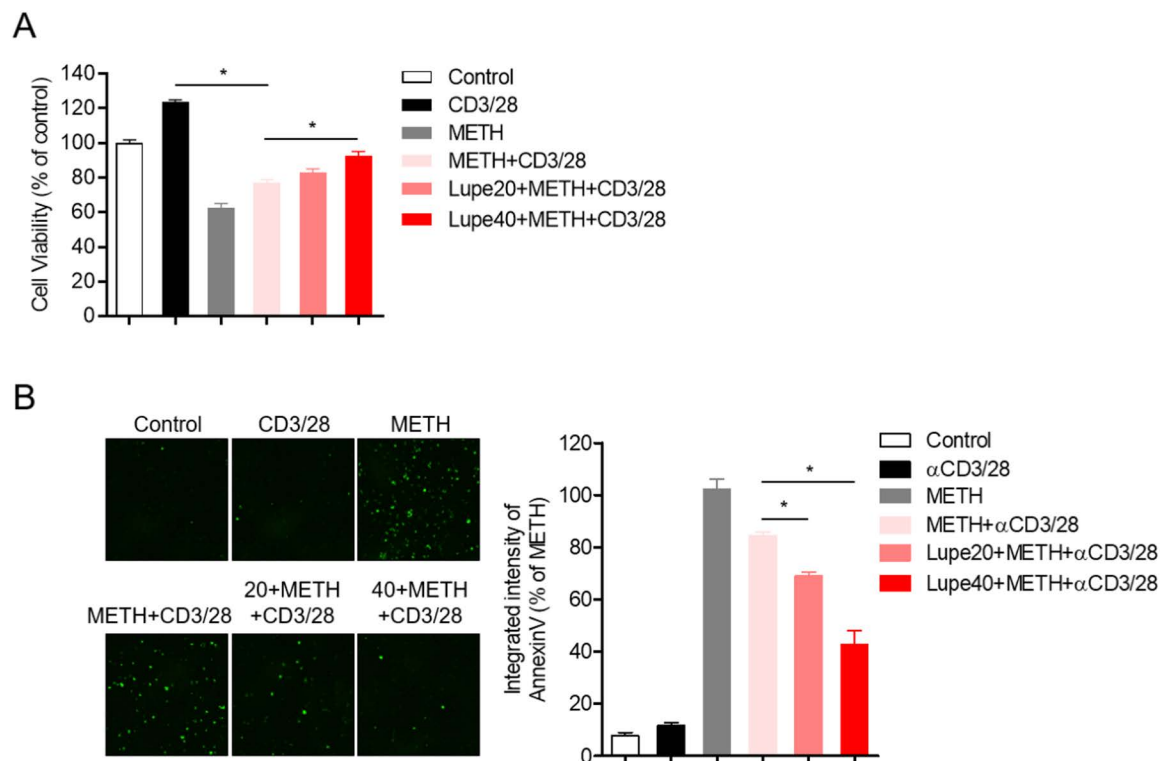 A
Cell Viability (% of control)
140
120
100
80
60
40
20
0
*
*
Control
CD3/28
METH
METH+CD3/28
Lupe20+METH+CD3/28
Lupe40+METH+CD3/28
B
Control
CD3/28
METH
METH+CD3/28
20+METH
+CD3/28
40+METH
+CD3/28
Integrated intensity of
AnnexinV (% of METH)
120
100
80
60
40
20
0
*
*
Control
αCD3/28
METH
METH+αCD3/28
Lupe20+METH+αCD3/28
Lupe40+METH+αCD3/28